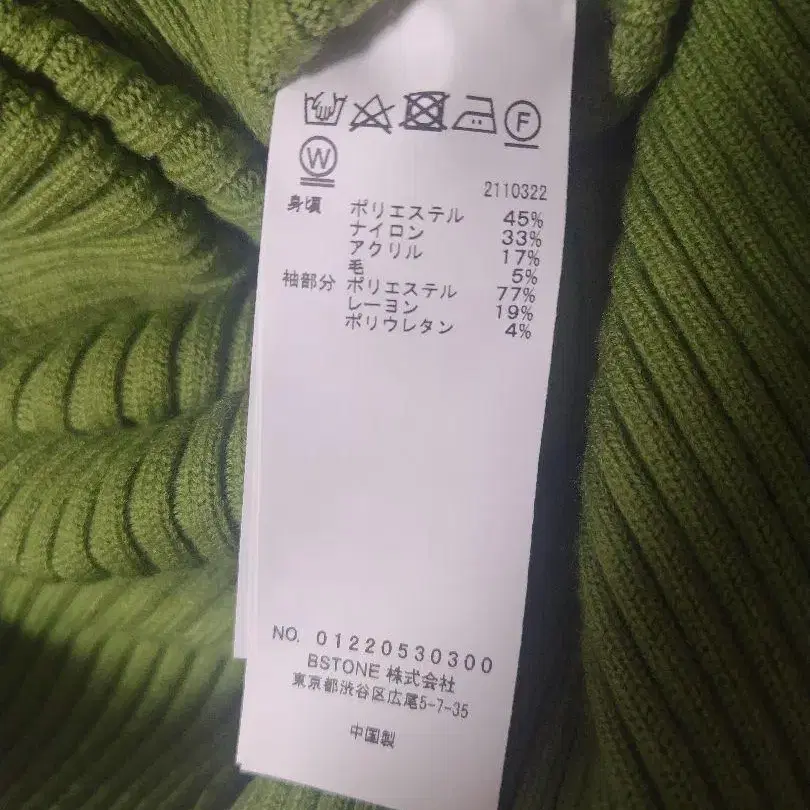 F
W
2110322
身頃 ポリエステル 45%
ナイロン 33%
アクリル 17%
毛 5%
袖部分 ポリエステル 77%
レーヨン 19%
ポリウレタン 4%
NO. 01220530300
BSTONE 株式会社
東京都渋谷区広尾5-7-35
中国製